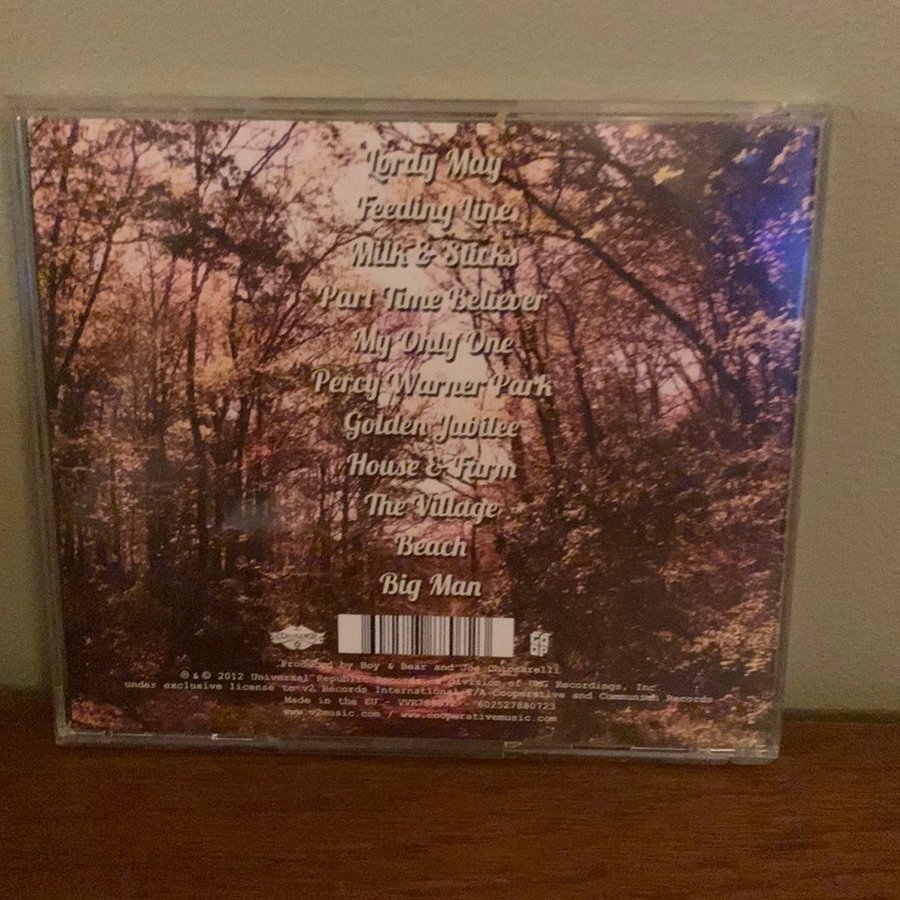 Lordy May
Feeding Line
Milk & Sticks
Part Time Believer
My Only One
Percy Warner Park
Golden Jubilee
House & Farm
The Village
Beach
Big Man
Produced by Boy & Bear and Joe Chiccarelli
℗ & © 2012 Universal Republic Records, a Division of UMG Recordings, Inc
under exclusive license to v2 Records International t/A Cooperative and Communion Records
Made in the EU - 602527880723
www.v2music.com / www.cooperativemusic.com